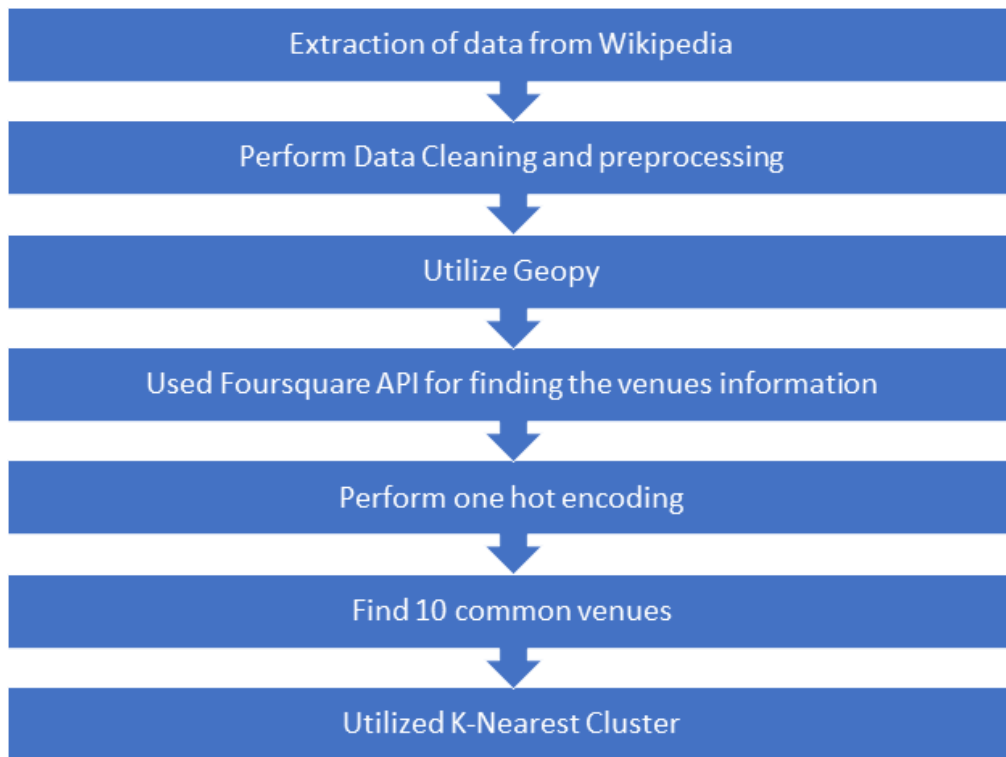 Extraction of data from Wikipedia
Perform Data Cleaning and preprocessing
Utilize Geopy
Used Foursquare API for finding the venues information
Perform one hot encoding
Find 10 common venues
Utilized K-Nearest Cluster